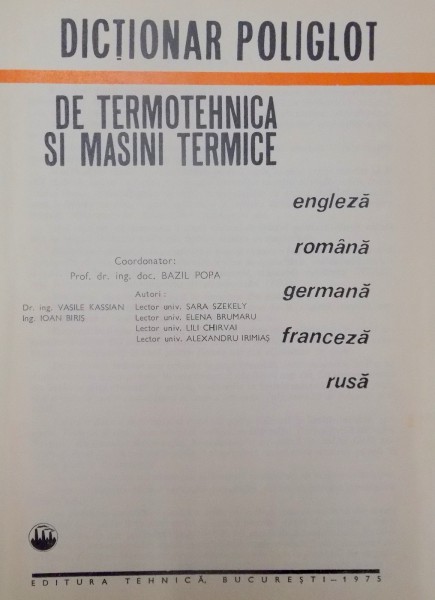 DICȚIONAR POLIGLOT
DE TERMOTEHNICA
SI MASINI TERMICE
engleză
română
germană
franceză
rusă
Coordonator:
Prof. dr. ing. doc. BAZIL POPA
Autori :
Dr. ing. VASILE KASSIAN
Ing. IOAN BIRIȘ
Lector univ. SARA SZEKELY
Lector univ. ELENA BRUMARU
Lector univ. LILI CHIRVAI
Lector univ. ALEXANDRU IRIMIAȘ
EDITURA TEHNICĂ, BUCUREȘTI—1975